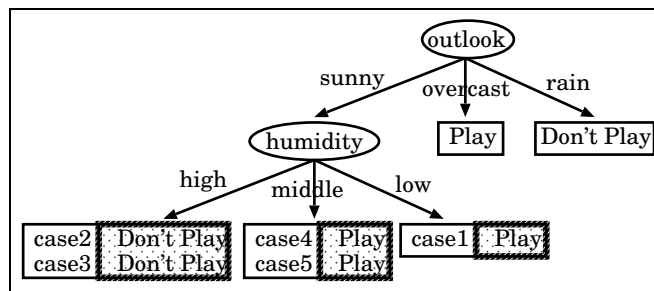 outlook
sunny
overcast
rain
humidity
Play
Don't Play
high
middle
low
case2 Don't Play
case3 Don't Play
case4 Play
case5 Play
case1 Play